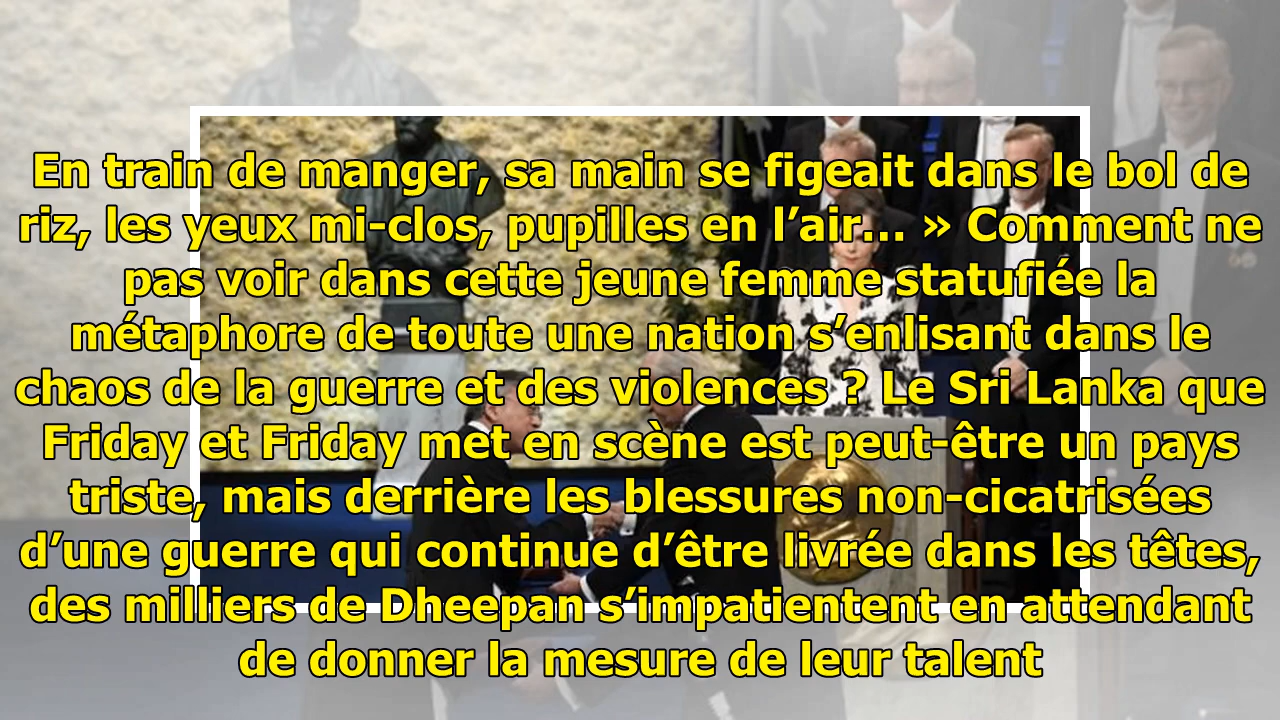 En train de manger, sa main se figeait dans le bol de
riz, les yeux mi-clos, pupilles en l’air... » Comment ne
pas voir dans cette jeune femme statufiée la
métaphore de toute une nation s’enlisant dans le
chaos de la guerre et des violences ? Le Sri Lanka que
Friday et Friday met en scène est peut-être un pays
triste, mais derrière les blessures non-cicatrisées
d’une guerre qui continue d’être livrée dans les têtes,
des milliers de Dheepan s’impatientent en attendant
de donner la mesure de leur talent